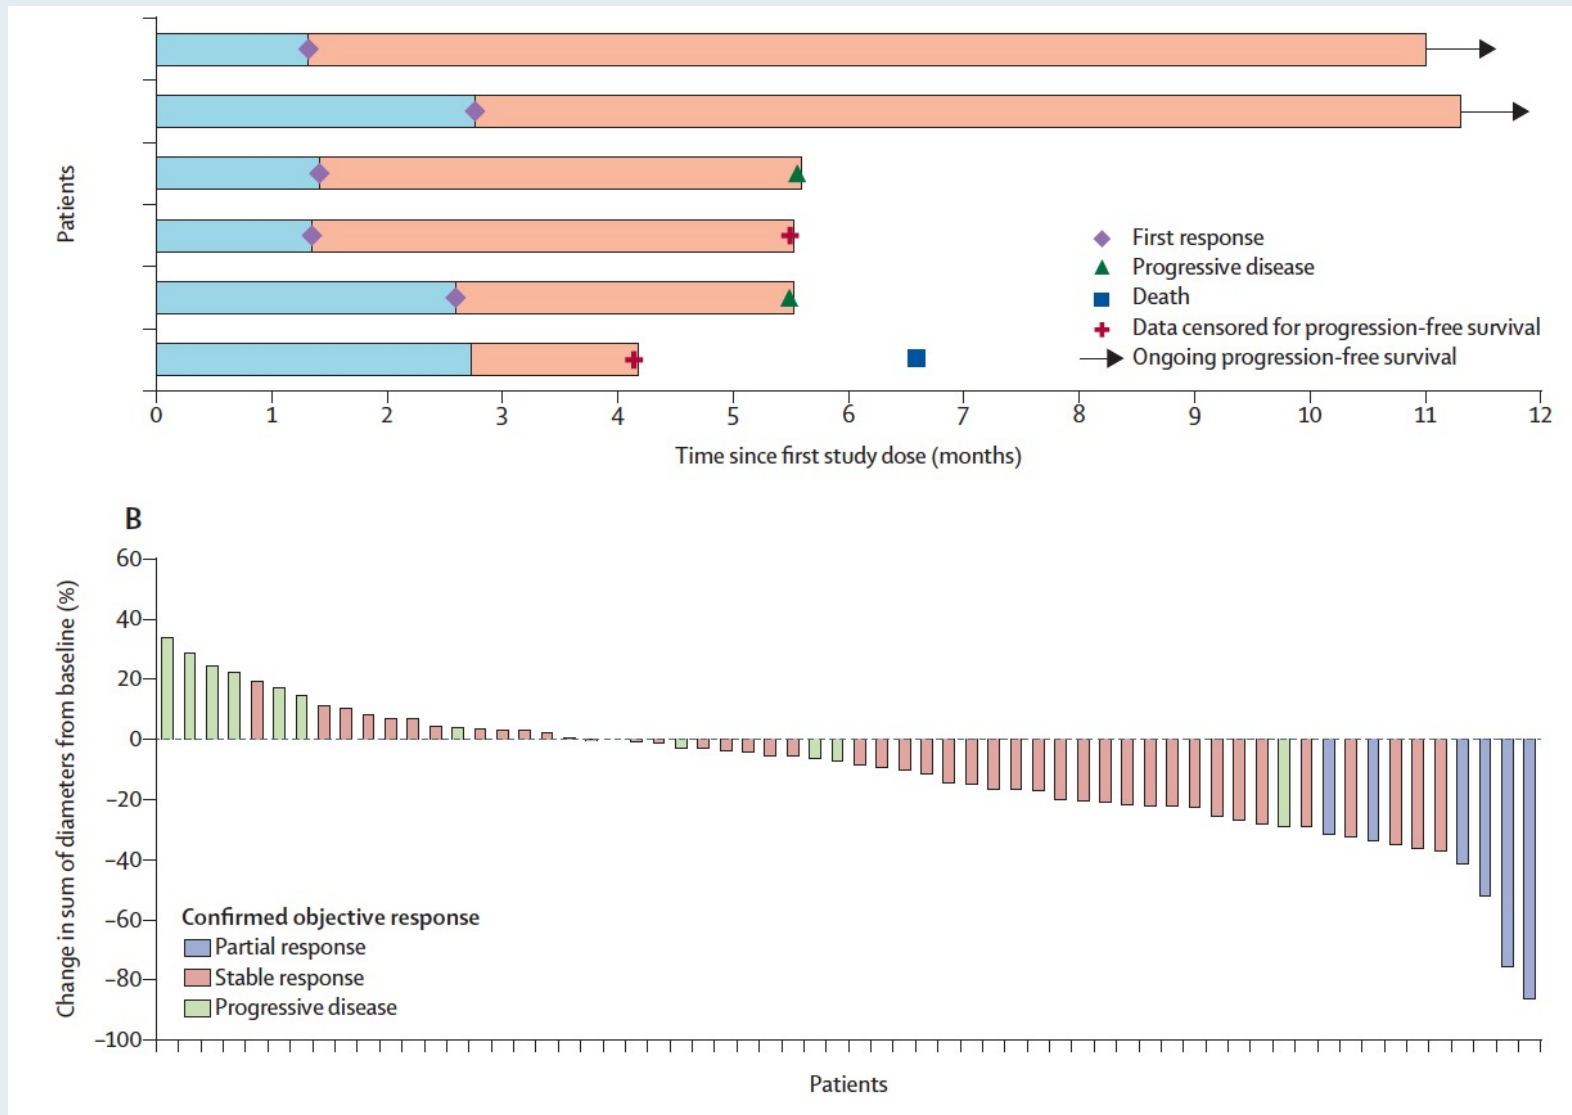 Patients
First response
Progressive disease
Death
Data censored for progression-free survival
Ongoing progression-free survival
0 1 2 3 4 5 6 7 8 9 10 11 12
Time since first study dose (months)
B
Change in sum of diameters from baseline (%)
60
40
20
0
–20
–40
–60
–80
–100
Confirmed objective response
Partial response
Stable response
Progressive disease
Patients